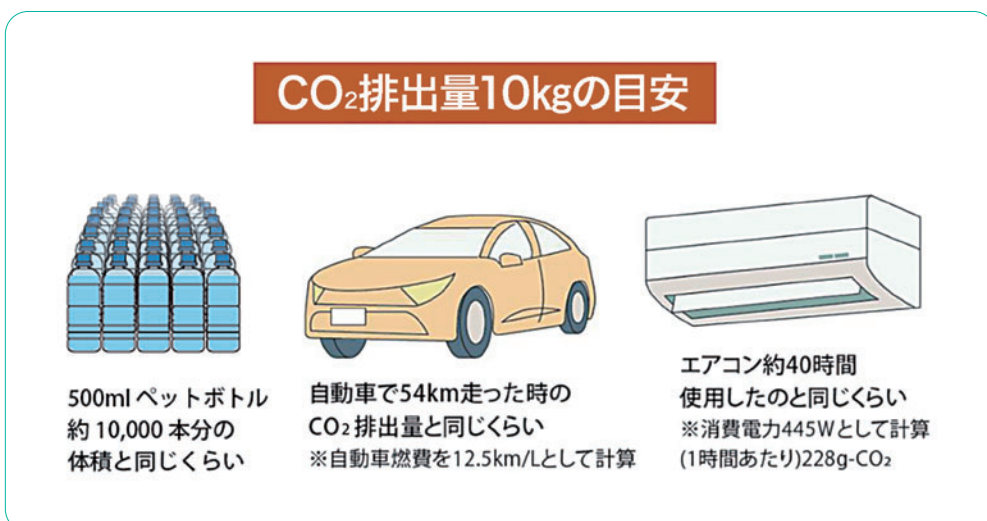 CO₂排出量10kgの目安
500ml ペットボトル
約 10,000 本分の
体積と同じくらい
自動車で54km走った時の
CO₂ 排出量と同じくらい
※自動車燃費を12.5km/Lとして計算
エアコン約40時間
使用したのと同じくらい
※消費電力445Wとして計算
(1時間あたり)228g-CO₂